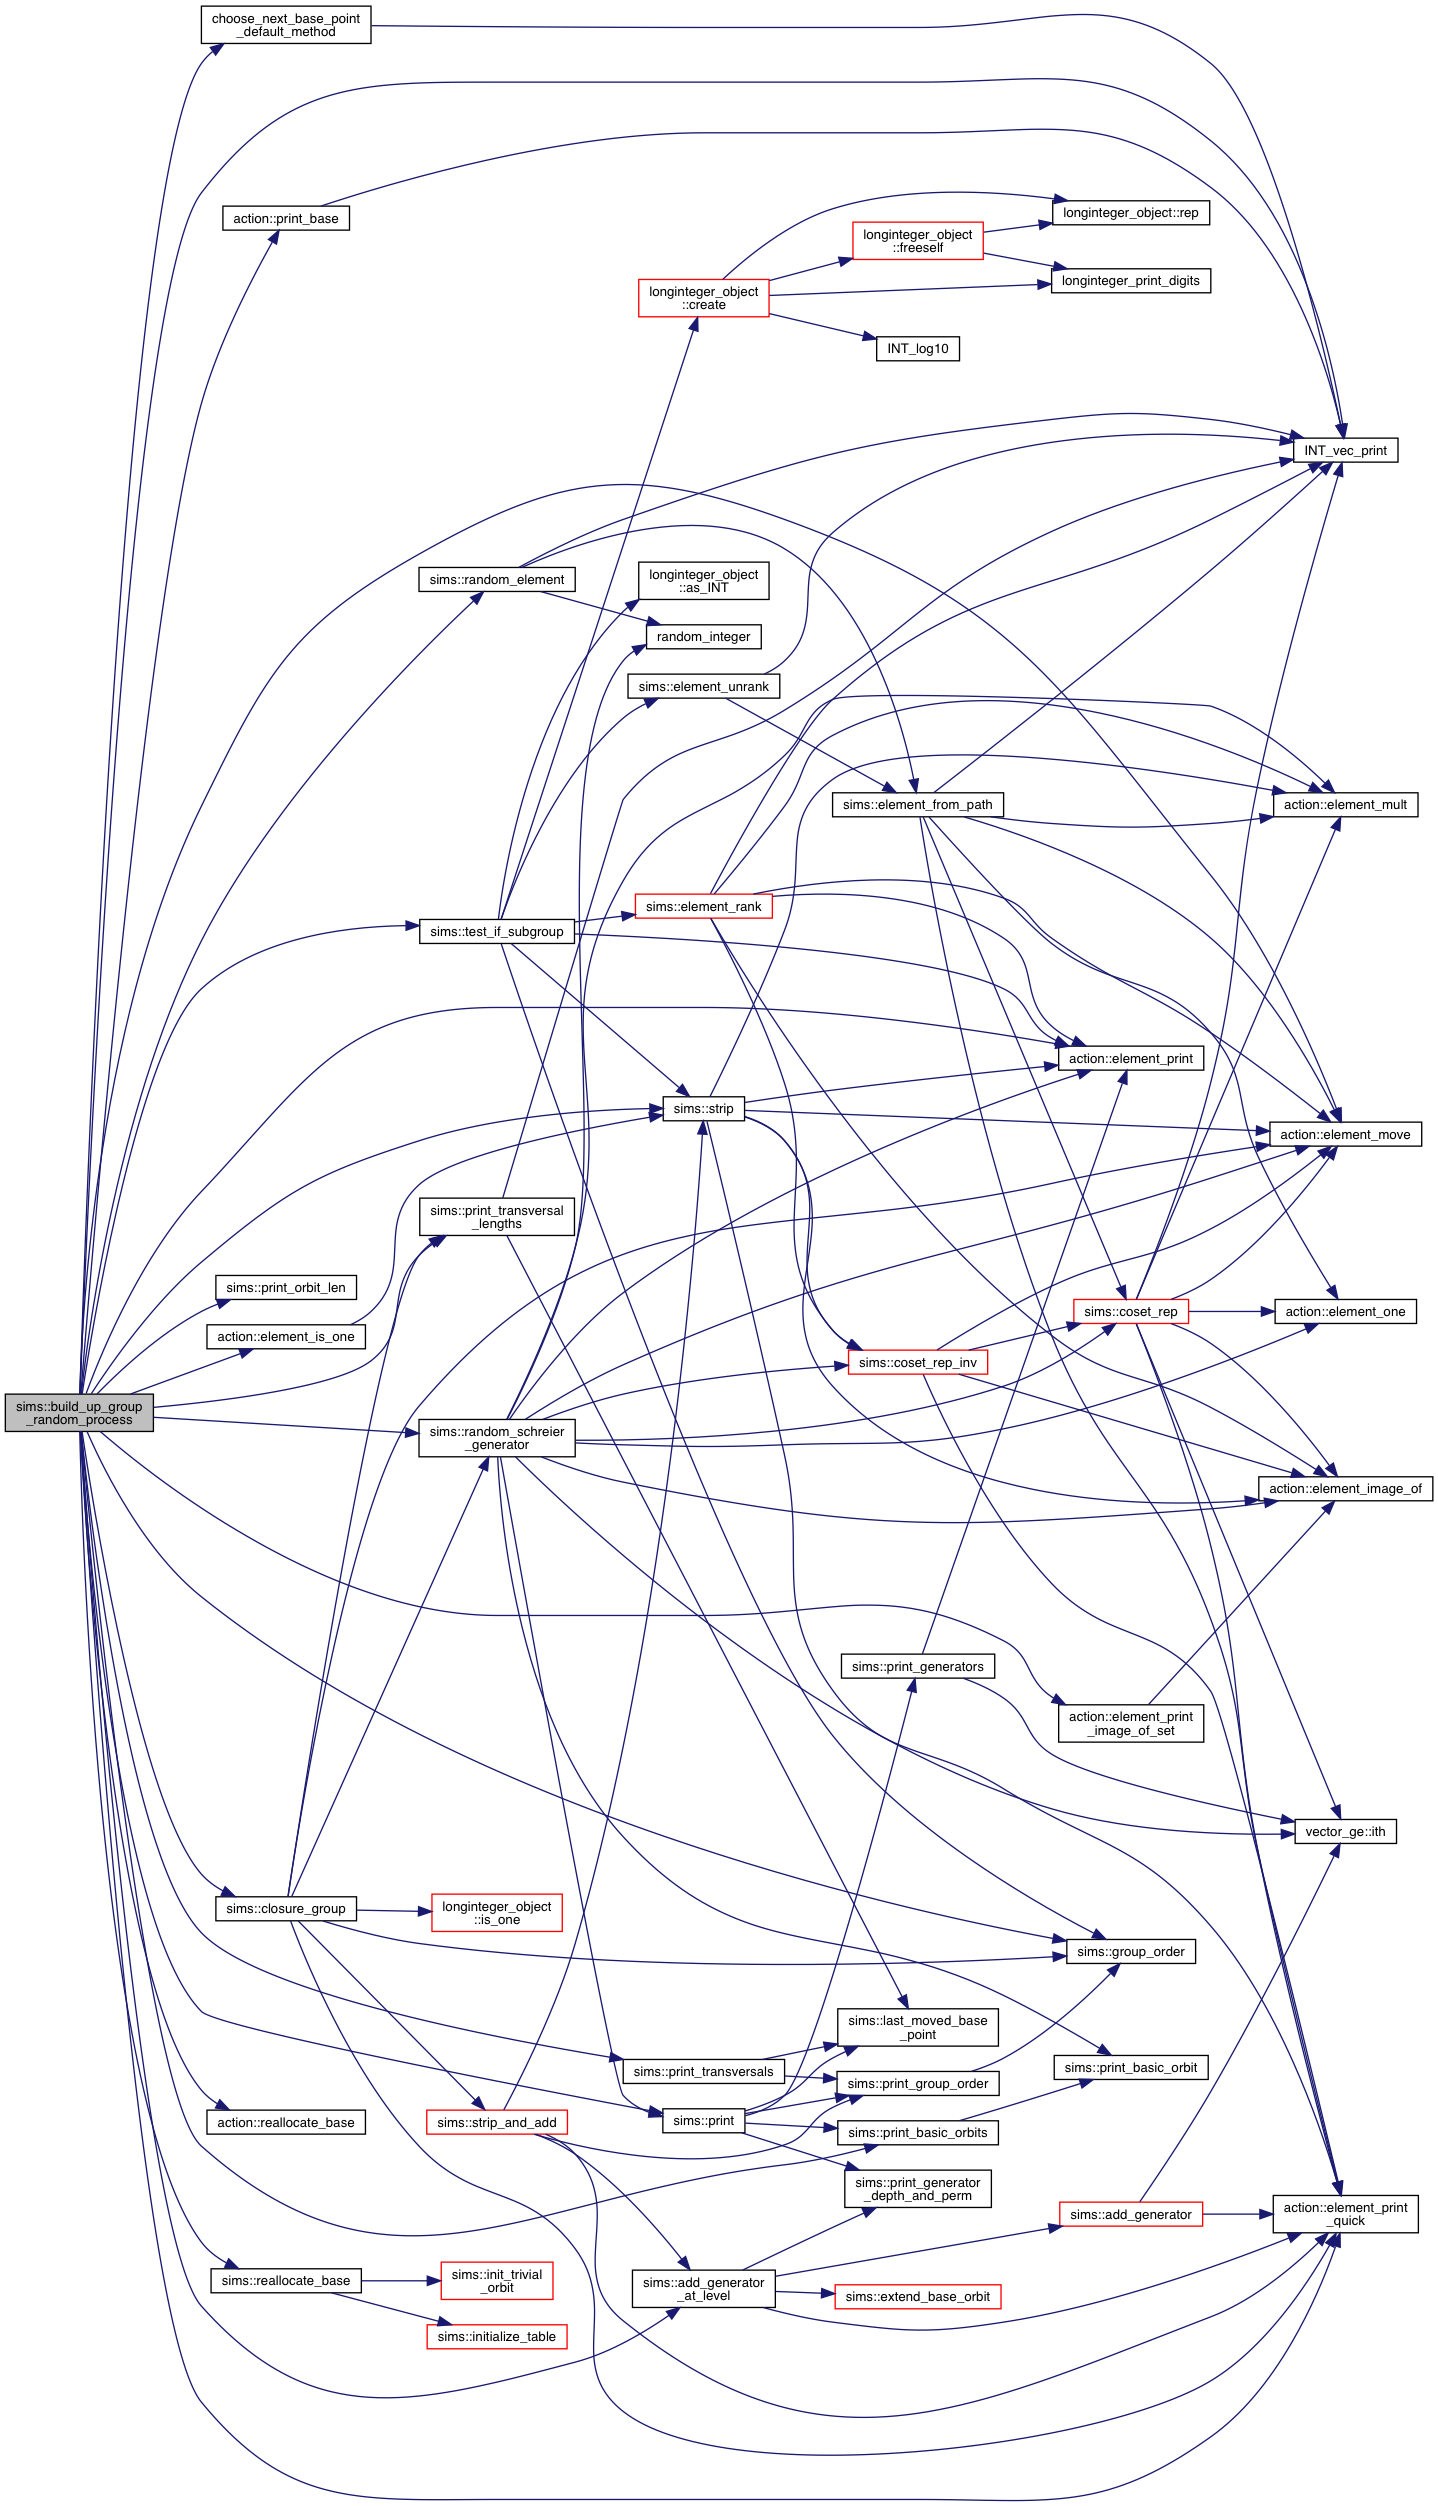 choose_next_base_point
_default_method
action::print_base
longinteger_object::rep
longinteger_object
::freeself
longinteger_print_digits
longinteger_object
::create
INT_log10
INT_vec_print
sims::random_element
longinteger_object
::as_INT
random_integer
sims::element_unrank
sims::element_from_path
action::element_mult
sims::element_rank
sims::test_if_subgroup
action::element_print
sims::strip
action::element_move
sims::print_transversal
_lengths
sims::print_orbit_len
sims::coset_rep
action::element_one
action::element_is_one
sims::coset_rep_inv
sims::build_up_group
_random_process
sims::random_schreier
_generator
action::element_image_of
sims::print_generators
action::element_print
_image_of_set
vector_ge::ith
sims::closure_group
longinteger_object
::is_one
sims::group_order
sims::last_moved_base
_point
sims::print_transversals
sims::print_basic_orbit
sims::print_group_order
action::reallocate_base
sims::strip_and_add
sims::print
sims::print_basic_orbits
sims::print_generator
_depth_and_perm
sims::add_generator
action::element_print
_quick
sims::reallocate_base
sims::init_trivial
_orbit
sims::add_generator
_at_level
sims::extend_base_orbit
sims::initialize_table